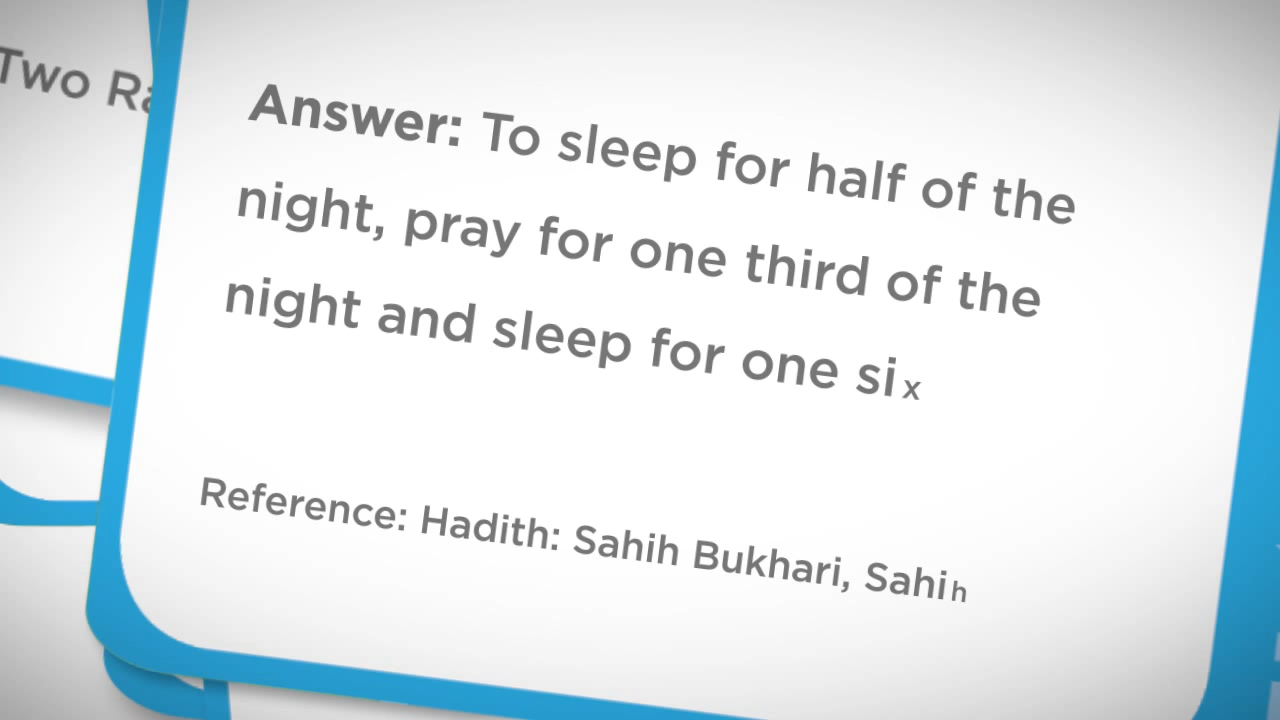 Two Ra
Answer: To sleep for half of the
night, pray for one third of the
night and sleep for one six
Reference: Hadith: Sahih Bukhari, Sahih